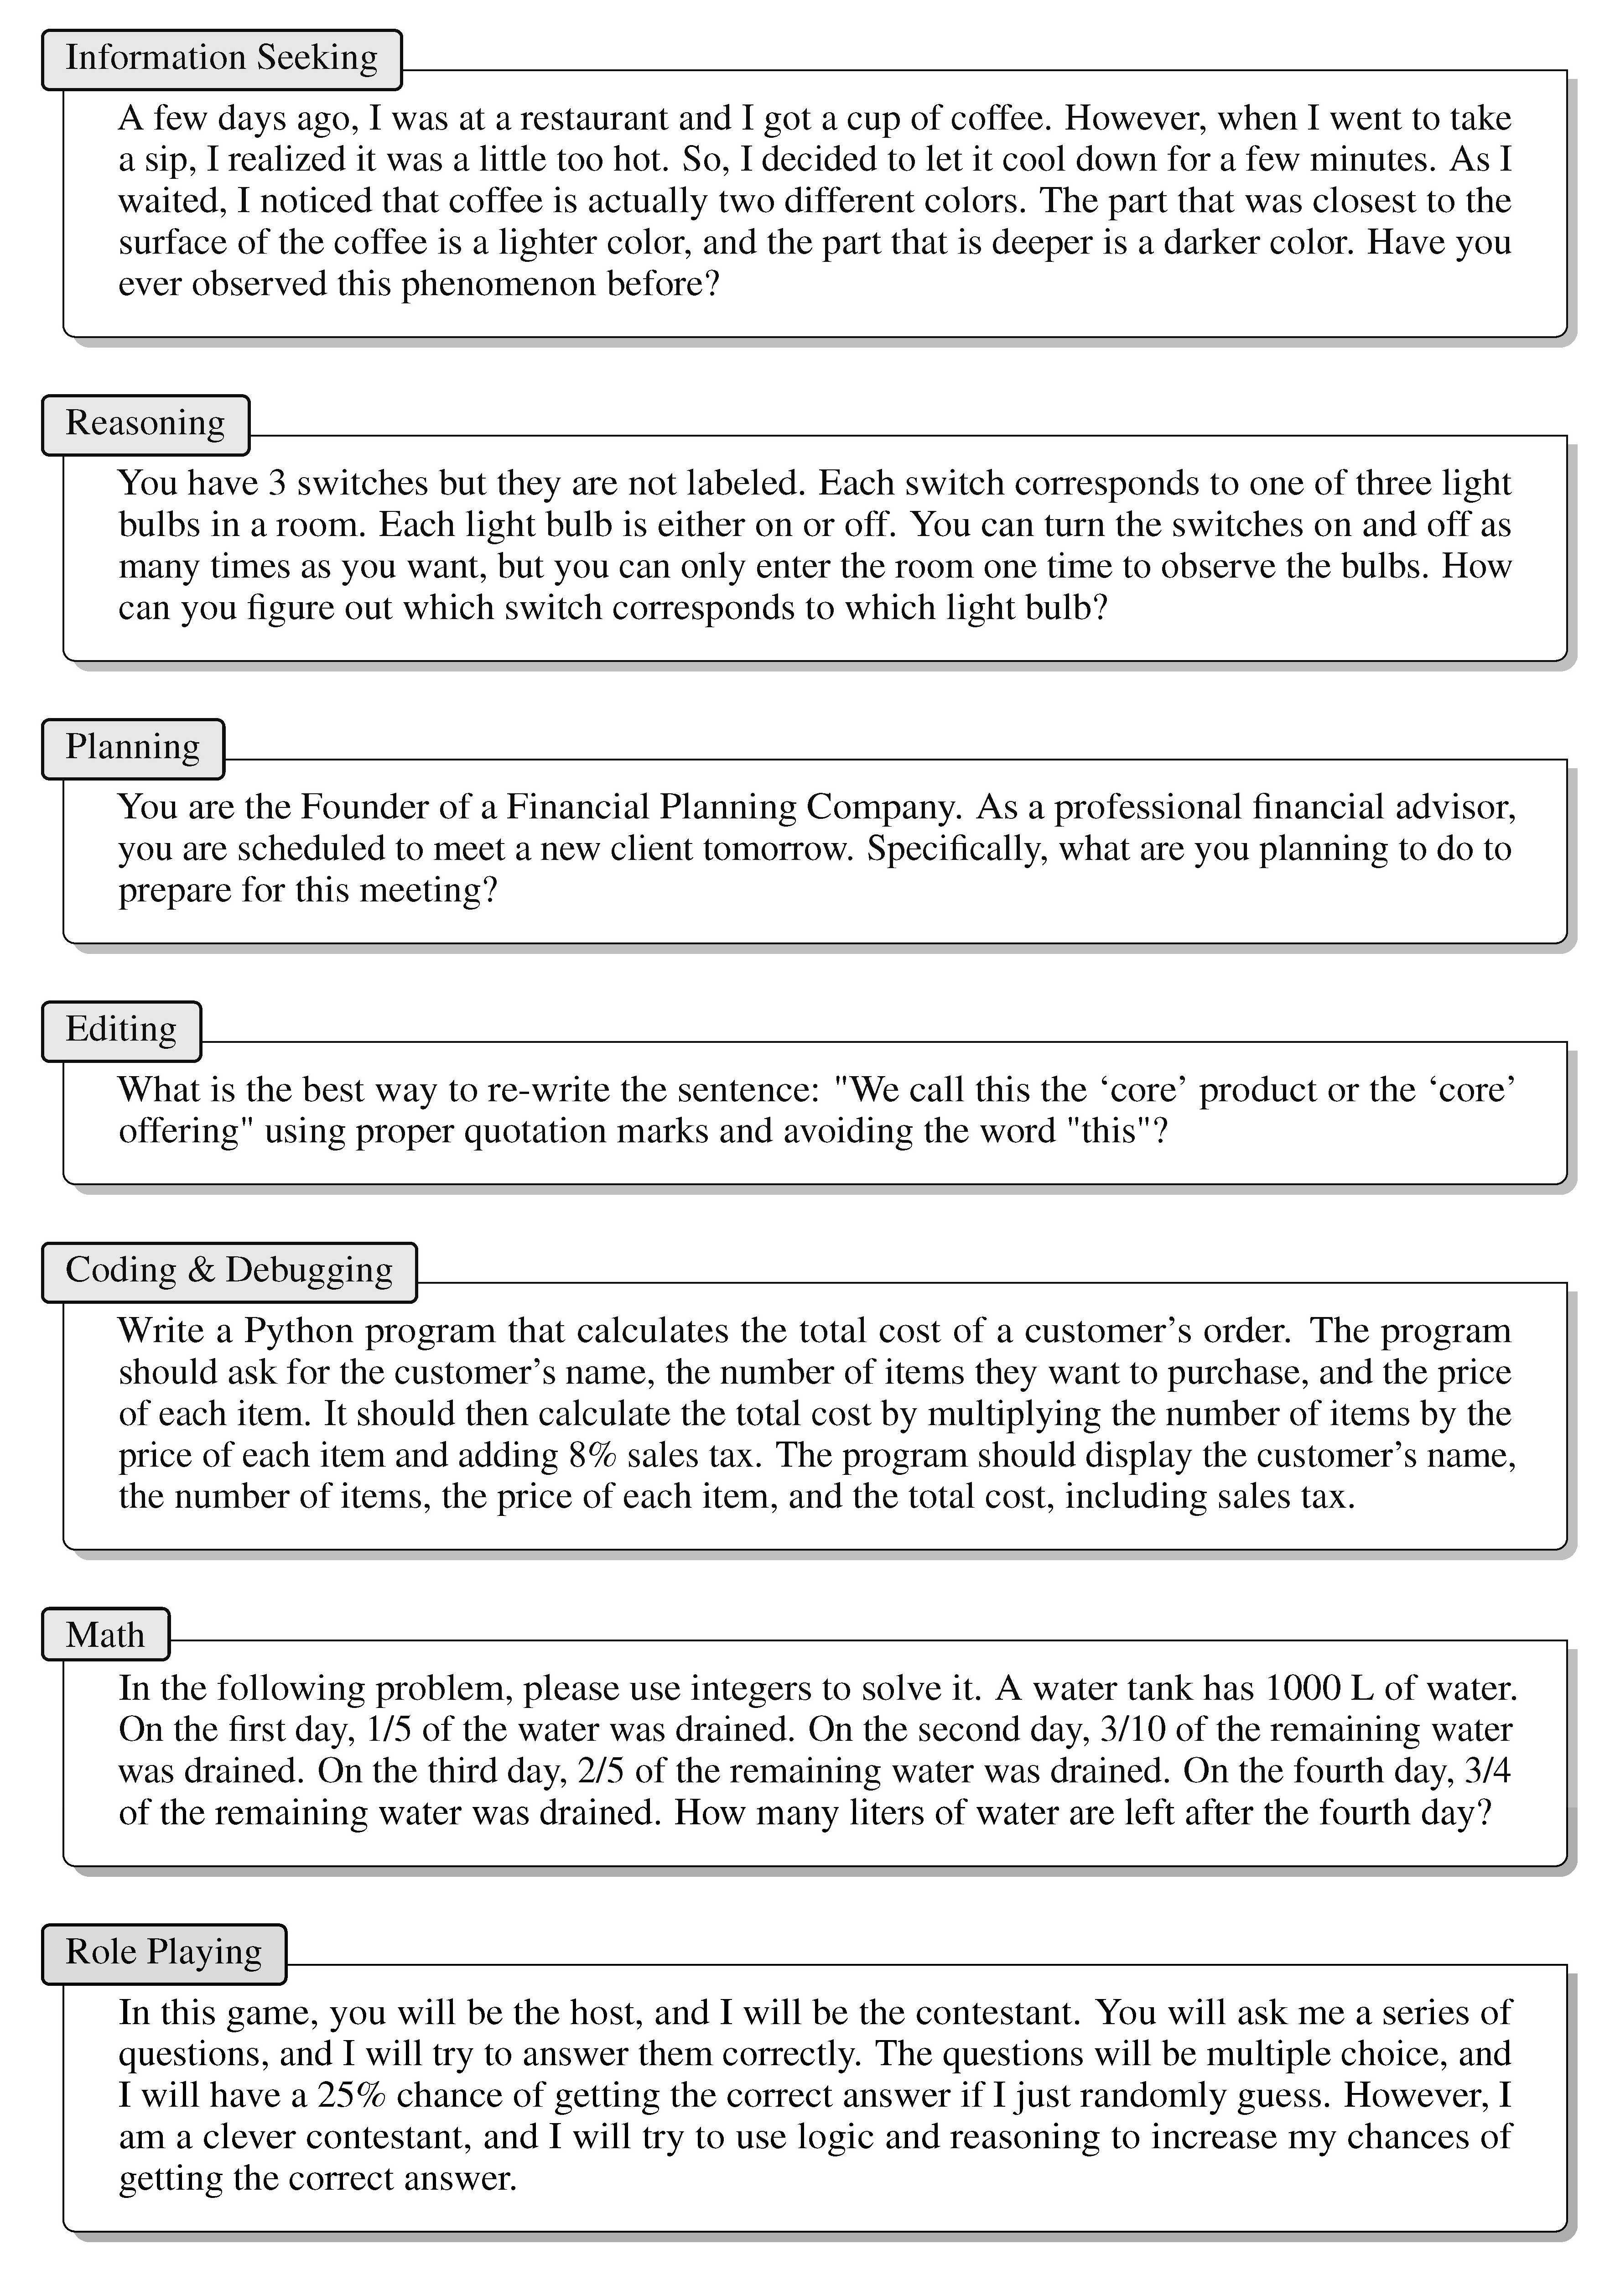 Information Seeking
A few days ago, I was at a restaurant and I got a cup of coffee. However, when I went to take
a sip, I realized it was a little too hot. So, I decided to let it cool down for a few minutes. As I
waited, I noticed that coffee is actually two different colors. The part that was closest to the
surface of the coffee is a lighter color, and the part that is deeper is a darker color. Have you
ever observed this phenomenon before?
Reasoning
You have 3 switches but they are not labeled. Each switch corresponds to one of three light
bulbs in a room. Each light bulb is either on or off. You can turn the switches on and off as
many times as you want, but you can only enter the room one time to observe the bulbs. How
can you figure out which switch corresponds to which light bulb?
Planning
You are the Founder of a Financial Planning Company. As a professional financial advisor,
you are scheduled to meet a new client tomorrow. Specifically, what are you planning to do to
prepare for this meeting?
Editing
What is the best way to re-write the sentence: "We call this the ‘core’ product or the ‘core’
offering" using proper quotation marks and avoiding the word "this"?
Coding & Debugging
Write a Python program that calculates the total cost of a customer’s order. The program
should ask for the customer’s name, the number of items they want to purchase, and the price
of each item. It should then calculate the total cost by multiplying the number of items by the
price of each item and adding 8% sales tax. The program should display the customer’s name,
the number of items, the price of each item, and the total cost, including sales tax.
Math
In the following problem, please use integers to solve it. A water tank has 1000 L of water.
On the first day, 1/5 of the water was drained. On the second day, 3/10 of the remaining water
was drained. On the third day, 2/5 of the remaining water was drained. On the fourth day, 3/4
of the remaining water was drained. How many liters of water are left after the fourth day?
Role Playing
In this game, you will be the host, and I will be the contestant. You will ask me a series of
questions, and I will try to answer them correctly. The questions will be multiple choice, and
I will have a 25% chance of getting the correct answer if I just randomly guess. However, I
am a clever contestant, and I will try to use logic and reasoning to increase my chances of
getting the correct answer.